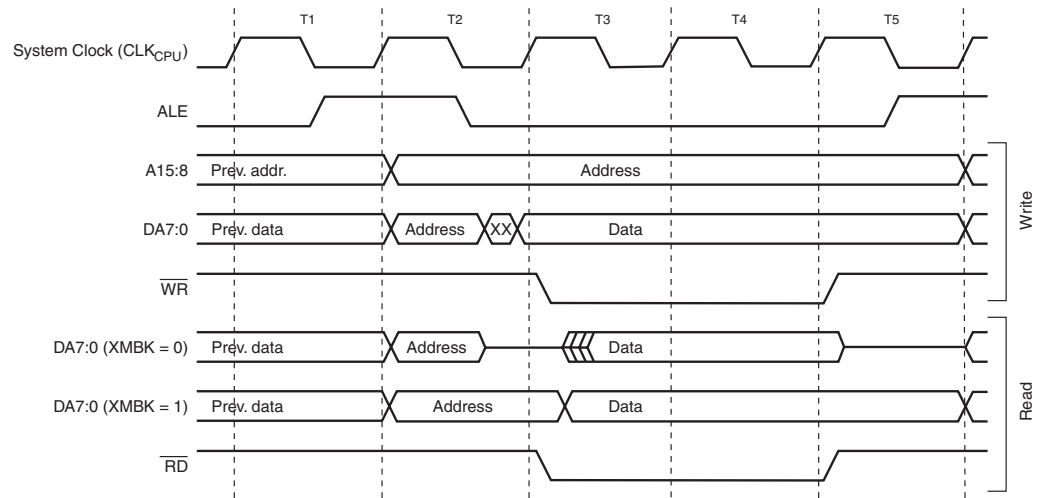 T1 T2 T3 T4 T5
System Clock (CLKCPU)
ALE
A15:8 Prev. addr. Address
DA7:0 Prev. data Address XX Data
WR
Write
DA7:0 (XMBK = 0) Prev. data Address Data
DA7:0 (XMBK = 1) Prev. data Address Data
RD
Read